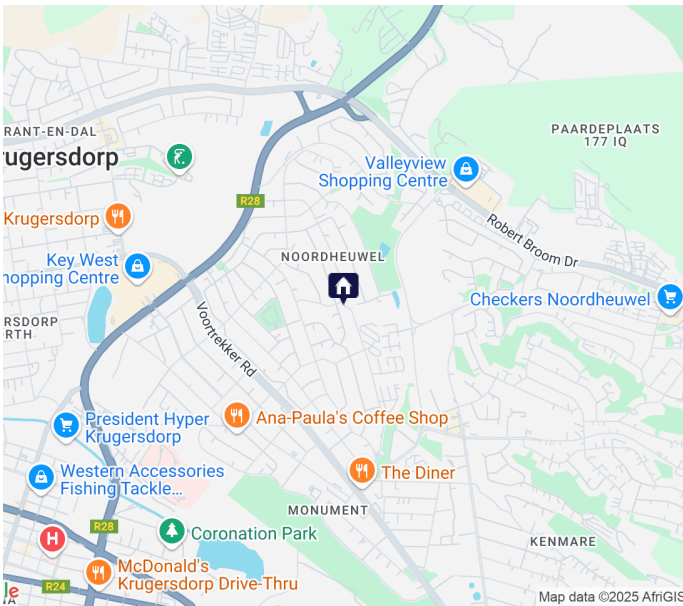 RANT-EN-DAL
rugersdorp
PAARDEPLAATS
177 IQ
Valleyview
Shopping Centre
R28
Krugersdorp
Robert Broom Dr
NOORDHEUWEL
Key West
hopping Centre
Checkers Noordheuwel
RSDORP
RTH
Voortrekker Rd
President Hyper
Krugersdorp
Ana-Paula's Coffee Shop
Western Accessories
Fishing Tackle...
The Diner
MONUMENT
R28
Coronation Park
H
KENMARE
McDonald's
Krugersdorp Drive-Thru
R24
le
Map data ©2025 AfriGIS